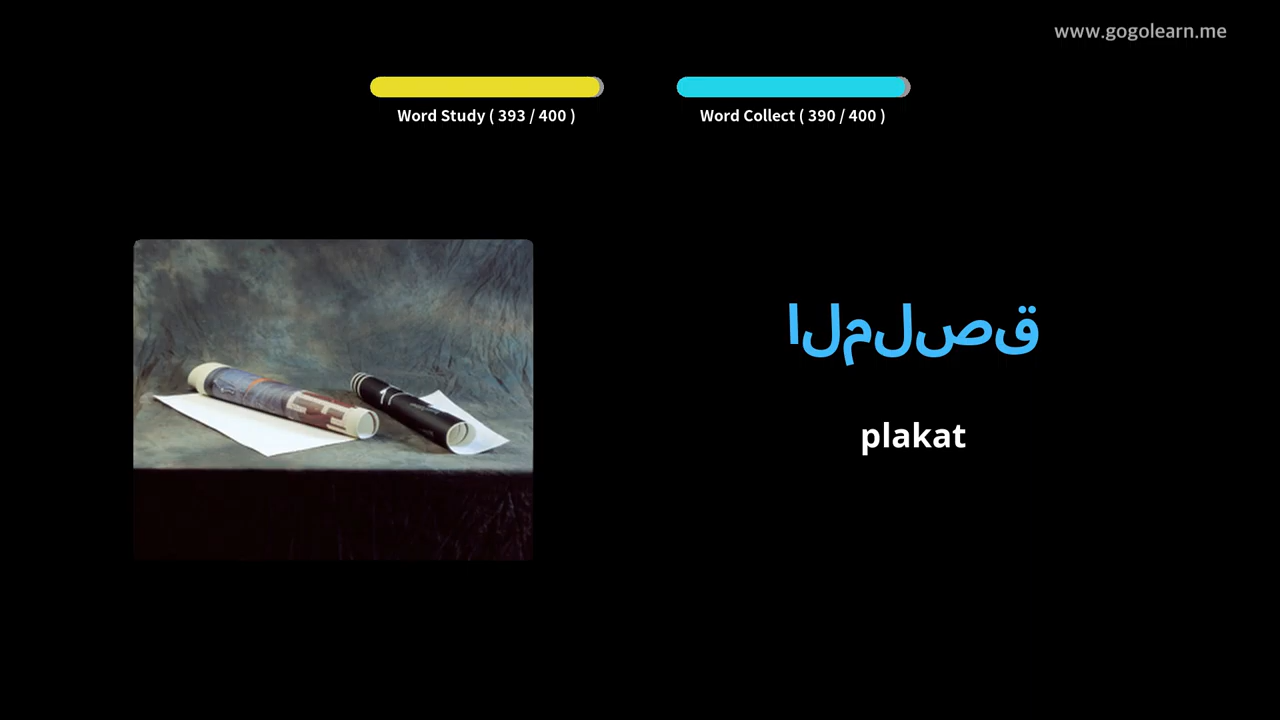 www.gogolearn.me
Word Study ( 393 / 400 )
Word Collect ( 390 / 400 )
الملصق
plakat